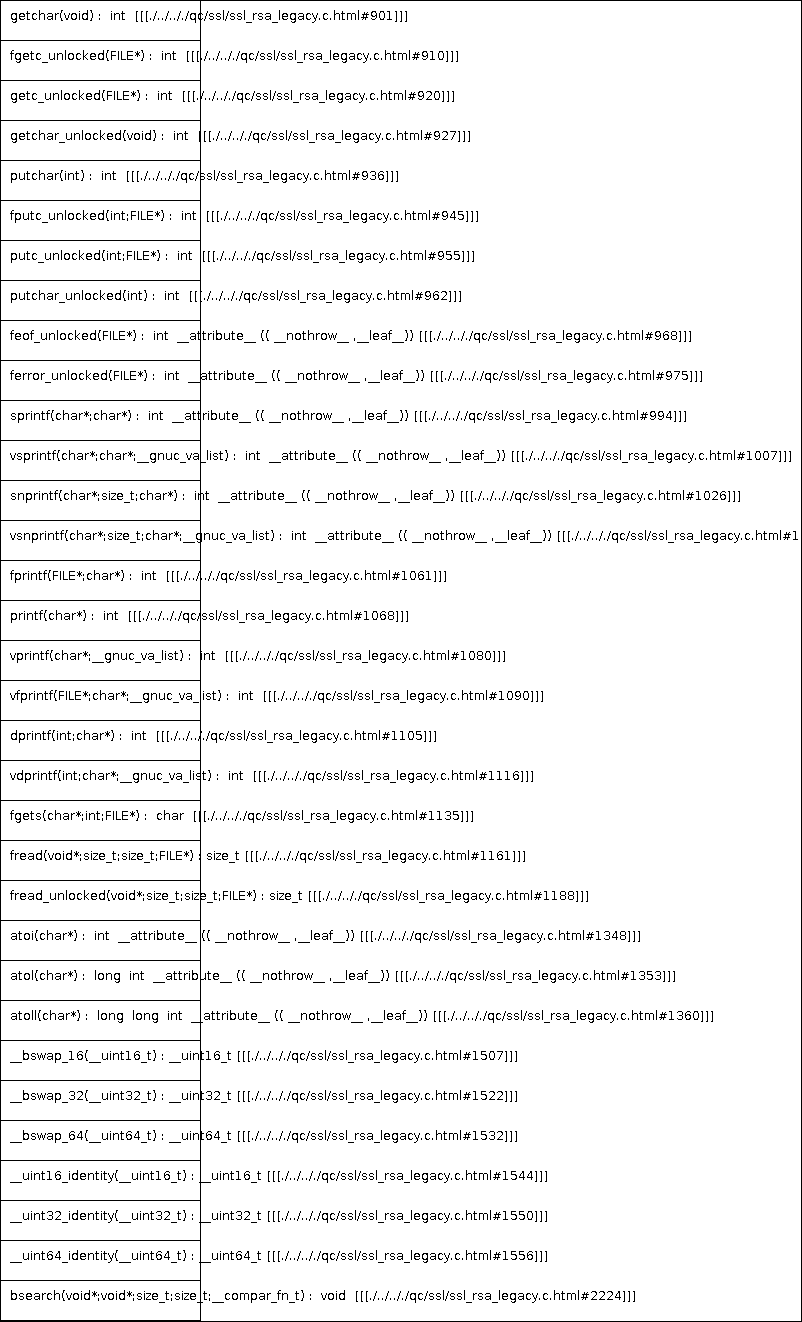 getchar(void) : int [[[./../.././qc/ssl/ssl_rsa_legacy.c.html#901]]]
fgetc_unlocked(FILE*) : int [[[./../.././qc/ssl/ssl_rsa_legacy.c.html#910]]]
getc_unlocked(FILE*) : int [[[./../.././qc/ssl/ssl_rsa_legacy.c.html#920]]]
getchar_unlocked(void) : int [[[./../.././qc/ssl/ssl_rsa_legacy.c.html#927]]]
putchar(int) : int [[[./../.././qc/ssl/ssl_rsa_legacy.c.html#936]]]
fputc_unlocked(int;FILE*) : int [[[./../.././qc/ssl/ssl_rsa_legacy.c.html#945]]]
putc_unlocked(int;FILE*) : int [[[./../.././qc/ssl/ssl_rsa_legacy.c.html#955]]]
putchar_unlocked(int) : int [[[./../.././qc/ssl/ssl_rsa_legacy.c.html#962]]]
feof_unlocked(FILE*) : int __attribute__ (( __nothrow__ ,__leaf__)) [[[./../.././qc/ssl/ssl_rsa_legacy.c.html#968]]]
ferror_unlocked(FILE*) : int __attribute__ (( __nothrow__ ,__leaf__)) [[[./../.././qc/ssl/ssl_rsa_legacy.c.html#975]]]
sprintf(char*;char*) : int __attribute__ (( __nothrow__ ,__leaf__)) [[[./../.././qc/ssl/ssl_rsa_legacy.c.html#994]]]
vsprintf(char*;char*;__gnuc_va_list) : int __attribute__ (( __nothrow__ ,__leaf__)) [[[./../.././qc/ssl/ssl_rsa_legacy.c.html#1007]]]
snprintf(char*;size_t;char*) : int __attribute__ (( __nothrow__ ,__leaf__)) [[[./../.././qc/ssl/ssl_rsa_legacy.c.html#1026]]]
vsnprintf(char*;size_t;char*;__gnuc_va_list) : int __attribute__ (( __nothrow__ ,__leaf__)) [[[./../.././qc/ssl/ssl_rsa_legacy.c.html#1
fprintf(FILE*;char*) : int [[[./../.././qc/ssl/ssl_rsa_legacy.c.html#1061]]]
printf(char*) : int [[[./../.././qc/ssl/ssl_rsa_legacy.c.html#1068]]]
vprintf(char*;__gnuc_va_list) : int [[[./../.././qc/ssl/ssl_rsa_legacy.c.html#1080]]]
vfprintf(FILE*;char*;__gnuc_va_list) : int [[[./../.././qc/ssl/ssl_rsa_legacy.c.html#1090]]]
dprintf(int;char*) : int [[[./../.././qc/ssl/ssl_rsa_legacy.c.html#1105]]]
vdprintf(int;char*;__gnuc_va_list) : int [[[./../.././qc/ssl/ssl_rsa_legacy.c.html#1116]]]
fgets(char*;int;FILE*) : char [[[./../.././qc/ssl/ssl_rsa_legacy.c.html#1135]]]
fread(void*;size_t;size_t;FILE*) : size_t [[[./../.././qc/ssl/ssl_rsa_legacy.c.html#1161]]]
fread_unlocked(void*;size_t;size_t;FILE*) : size_t [[[./../.././qc/ssl/ssl_rsa_legacy.c.html#1188]]]
atoi(char*) : int __attribute__ (( __nothrow__ ,__leaf__)) [[[./../.././qc/ssl/ssl_rsa_legacy.c.html#1348]]]
atol(char*) : long int __attribute__ (( __nothrow__ ,__leaf__)) [[[./../.././qc/ssl/ssl_rsa_legacy.c.html#1353]]]
atoll(char*) : long long int __attribute__ (( __nothrow__ ,__leaf__)) [[[./../.././qc/ssl/ssl_rsa_legacy.c.html#1360]]]
__bswap_16(__uint16_t) : __uint16_t [[[./../.././qc/ssl/ssl_rsa_legacy.c.html#1507]]]
__bswap_32(__uint32_t) : __uint32_t [[[./../.././qc/ssl/ssl_rsa_legacy.c.html#1522]]]
__bswap_64(__uint64_t) : __uint64_t [[[./../.././qc/ssl/ssl_rsa_legacy.c.html#1532]]]
__uint16_identity(__uint16_t) : __uint16_t [[[./../.././qc/ssl/ssl_rsa_legacy.c.html#1544]]]
__uint32_identity(__uint32_t) : __uint32_t [[[./../.././qc/ssl/ssl_rsa_legacy.c.html#1550]]]
__uint64_identity(__uint64_t) : __uint64_t [[[./../.././qc/ssl/ssl_rsa_legacy.c.html#1556]]]
bsearch(void*;void*;size_t;size_t;__compar_fn_t) : void [[[./../.././qc/ssl/ssl_rsa_legacy.c.html#2224]]]